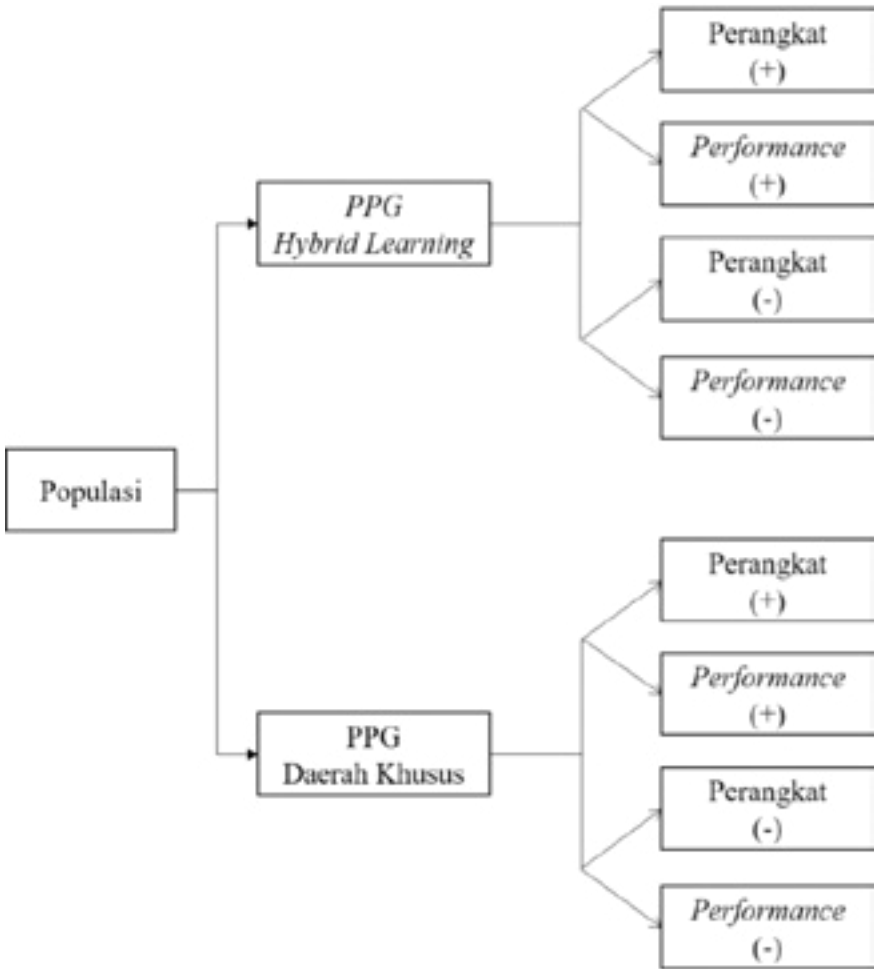 Perangkat
(+)
Performance
(+)
PPG
Hybrid Learning
Perangkat
(-)
Performance
(-)
Populasi
Perangkat
(+)
Performance
(+)
PPG
Daerah Khusus
Perangkat
(-)
Performance
(-)